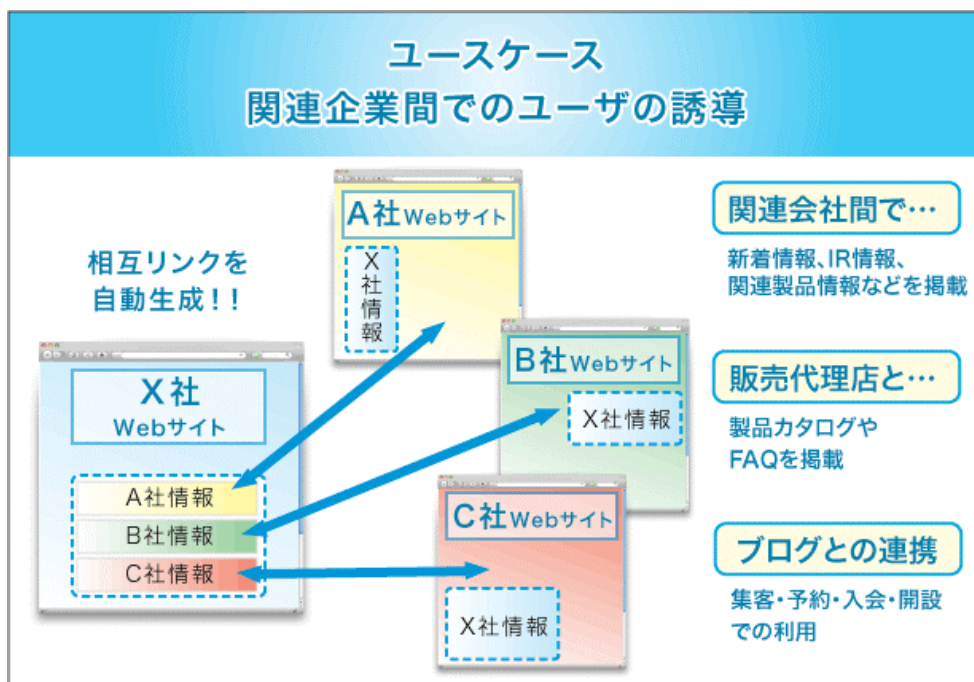 ユースケース
関連企業間でのユーザの誘導
相互リンクを
自動生成!!
X社
Webサイト
A社情報
B社情報
C社情報
A社Webサイト
X社情報
B社Webサイト
X社情報
C社Webサイト
X社情報
関連会社間で…
新着情報、IR情報、
関連製品情報などを掲載
販売代理店と…
製品カタログや
FAQを掲載
ブログとの連携
集客・予約・入会・開設
での利用